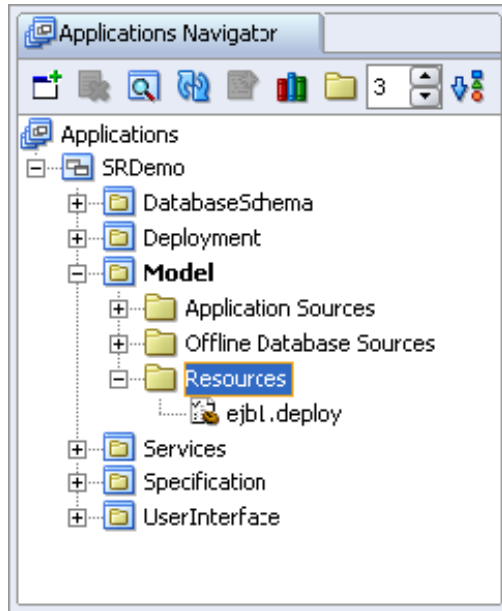 Applications Navigator
3
Applications
SRDemo
DatabaseSchema
Deployment
Model
Application Sources
Offline Database Sources
Resources
ejb1.deploy
Services
Specification
UserInterface